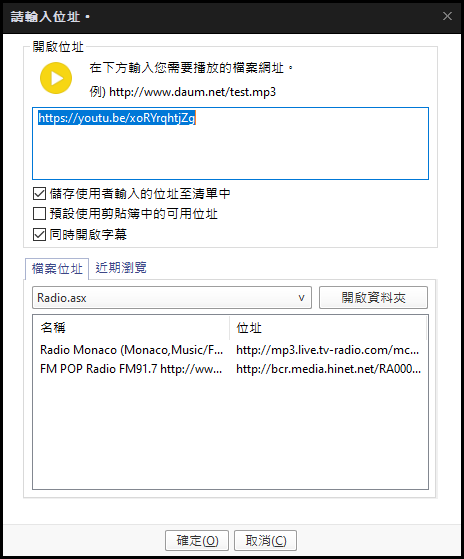 請輸入位址。
開啟位址
在下方輸入您需要播放的檔案網址。
例) http://www.daum.net/test.mp3
https://youtu.be/xoRYrqhtjZg
儲存使用者輸入的位址至清單中
預設使用剪貼簿中的可用位址
同時開啟字幕
檔案位址 近期瀏覽
Radio.asx 開啟資料夾
名稱 位址
Radio Monaco (Monaco,Music/F... http://mp3.live.tv-radio.com/mc...
FM POP Radio FM91.7 http://ww... http://bcr.media.hinet.net/RA000...
確定(O) 取消(C)